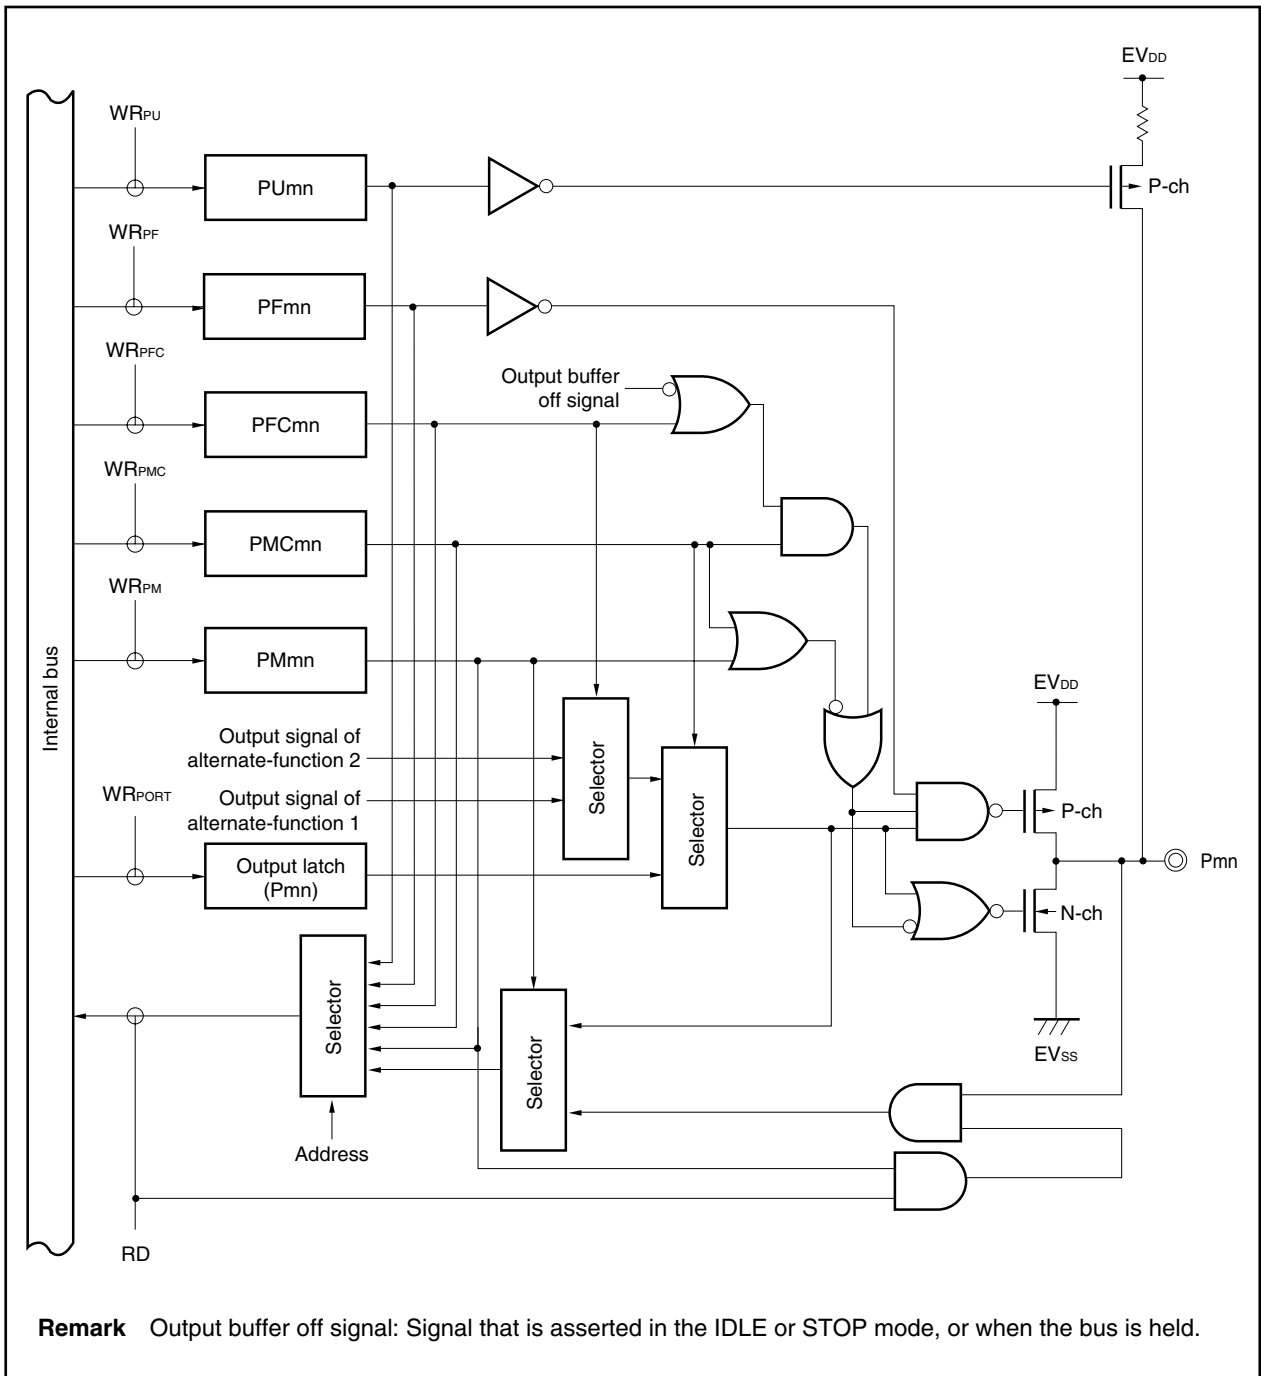 EVDD
WRPU
PUmn
P-ch
WRPF
PFmn
WRPFC
Output buffer
off signal
PFCmn
WRPMC
PMCmn
WRPM
PMmn
Internal bus
EVDD
Output signal of
alternate-function 2
Selector
WRPORT
Output signal of
alternate-function 1
Selector
P-ch
Output latch
(Pmn)
Pmn
N-ch
Selector
Selector
EVSS
Address
RD
Remark Output buffer off signal: Signal that is asserted in the IDLE or STOP mode, or when the bus is held.